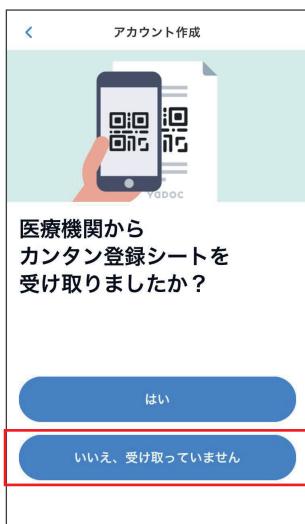 アカウント作成
YaDOC
医療機関から
カンタン登録シートを
受け取りましたか？
はい
いいえ、受け取っていません